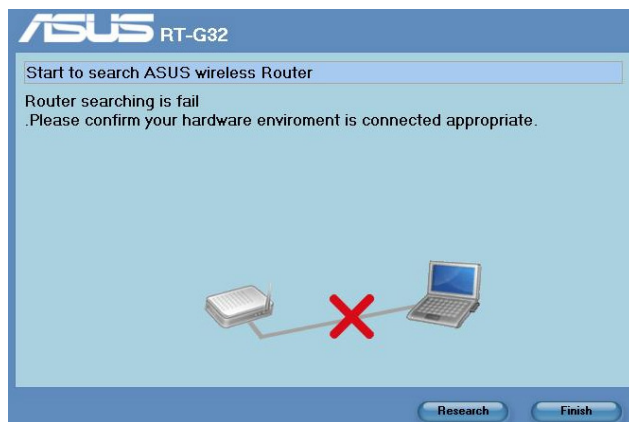 ASUS RT-G32
Start to search ASUS wireless Router
Router searching is fail
.Please confirm your hardware enviroment is connected appropriate.
Research Finish